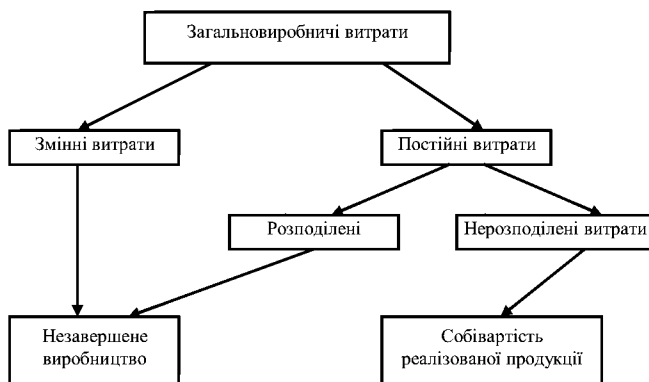 Загальновиробничі витрати
Змінні витрати
Постійні витрати
Розподілені
Нерозподілені витрати
Незавершене
виробництво
Собівартість
реалізованої продукції